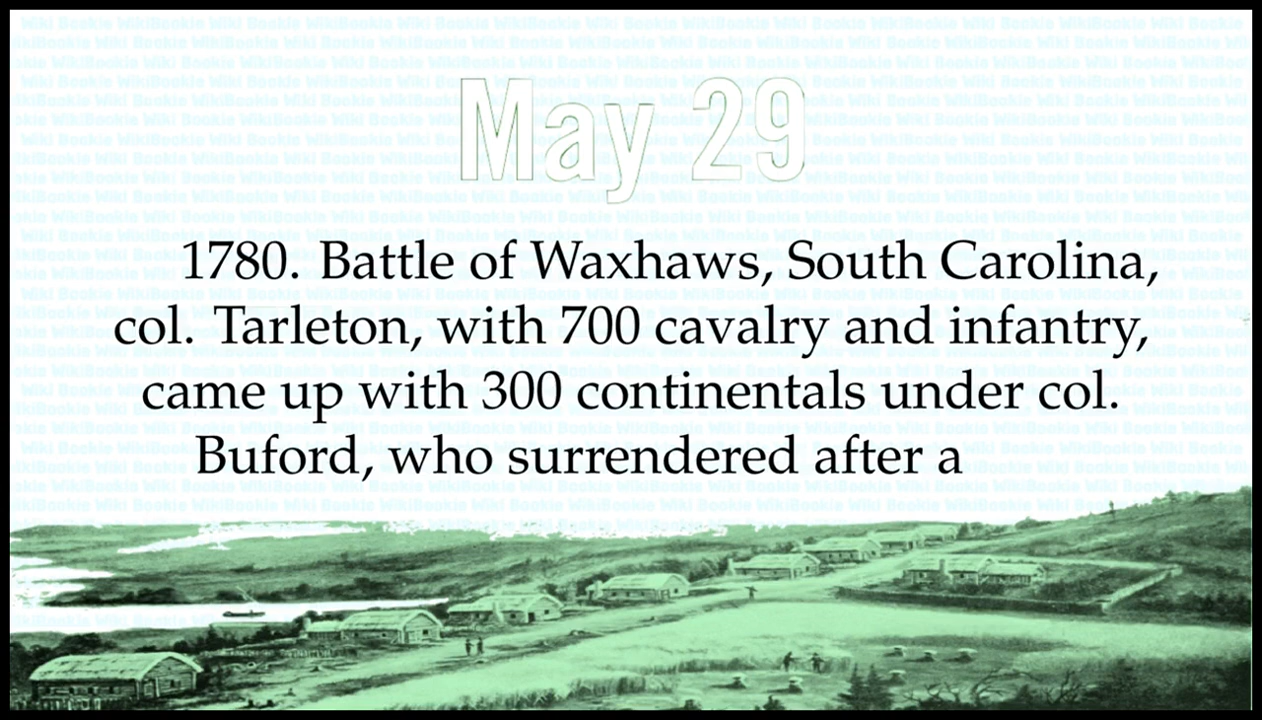 May 29
1780. Battle of Waxhaws, South Carolina,
col. Tarleton, with 700 cavalry and infantry,
came up with 300 continentals under col.
Buford, who surrendered after a